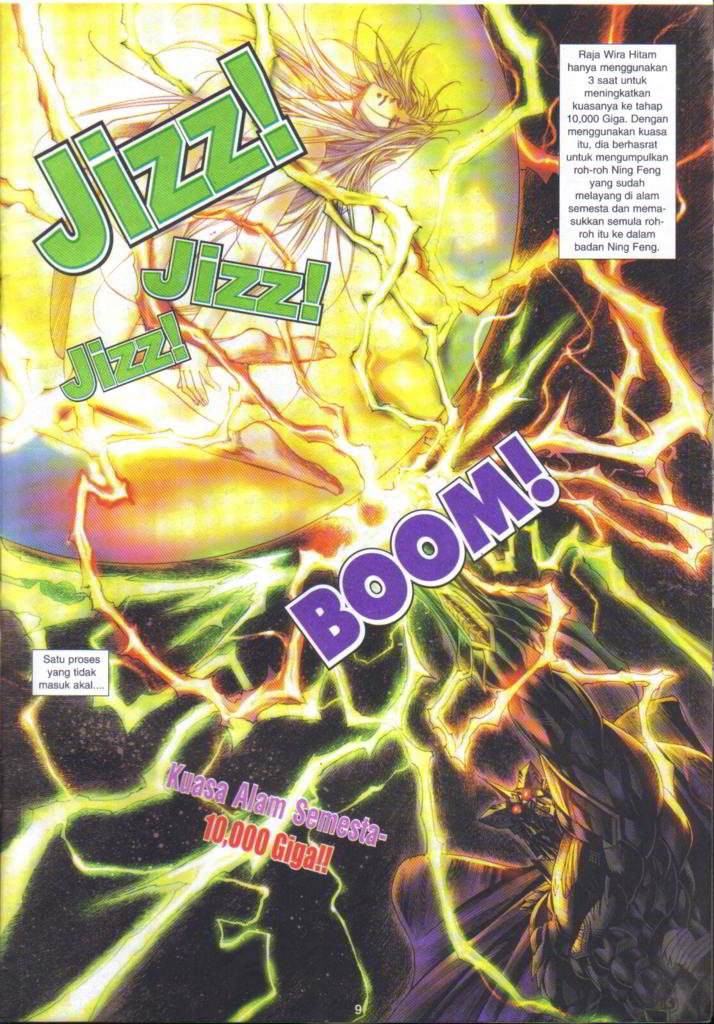 Jizz!
Raja Wira Hitam
hanya menggunakan
3 saat untuk
meningkatkan
kuasanya ke tahap
10,000 Giga. Dengan
menggunakan kuasa
itu, dia berhasrat
untuk mengumpulkan
roh-roh Ning Feng
yang sudah
melayang di alam
semesta dan mema-
sukkan semula roh-
roh itu ke dalam
badan Ning Feng.
Jizz!
Jizz!
BOOM!
Satu proses
yang tidak
masuk akal....
Kuasa Alam Semesta-
10,000 Giga!!
9